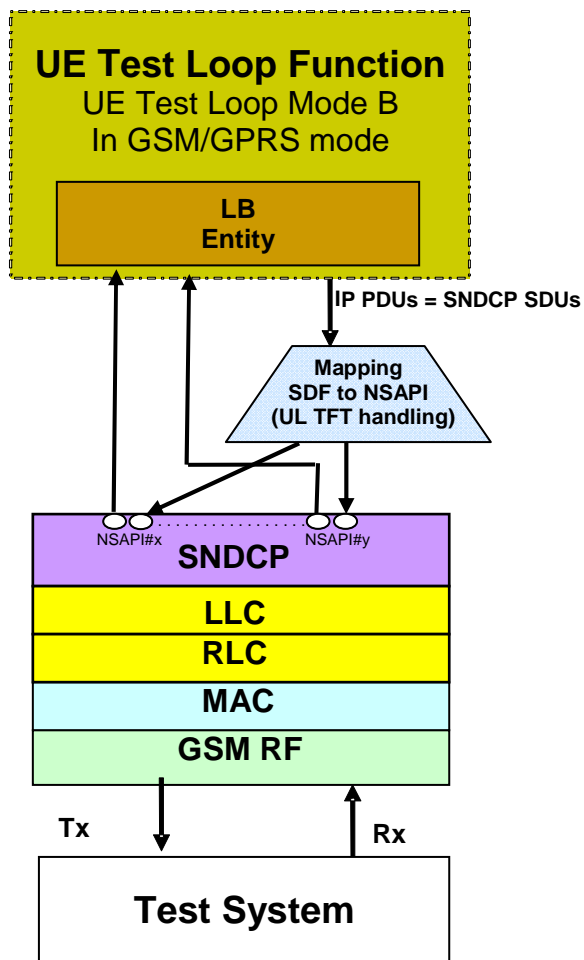 UE Test Loop Function
UE Test Loop Mode B
In GSM/GPRS mode
LB
Entity
IP PDUs = SNDCP SDUs
Mapping
SDF to NSAPI
(UL TFT handling)
NSAPI#x
NSAPI#y
SNDCP
LLC
RLC
MAC
GSM RF
Tx
Rx
Test System